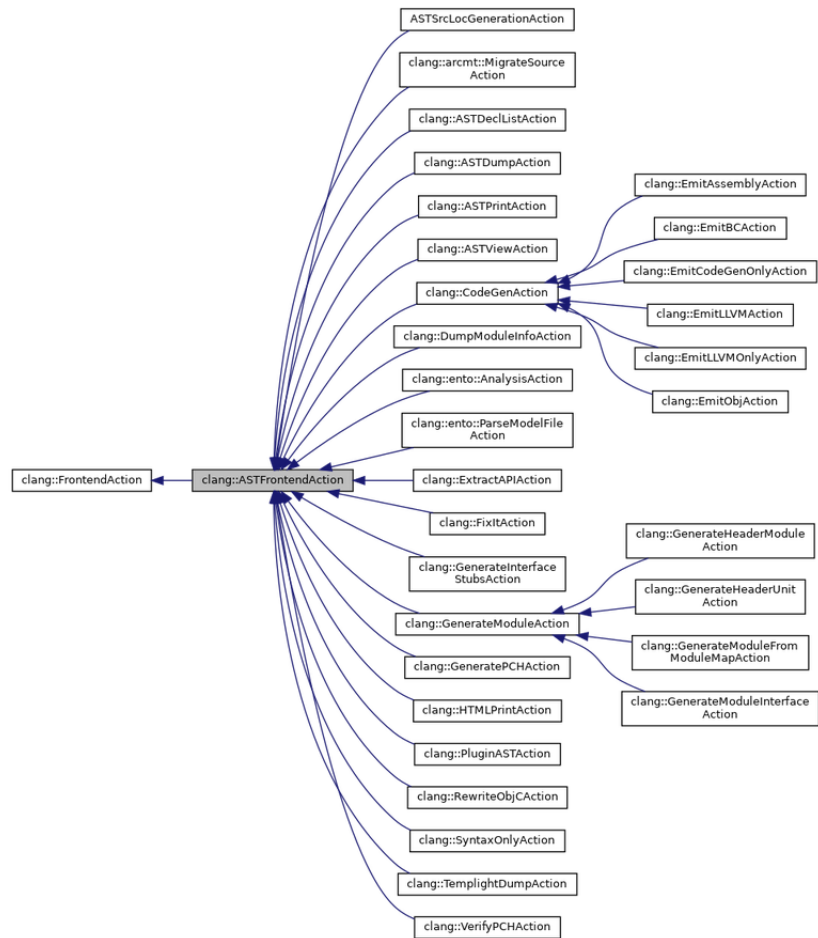 ASTSrcLocGenerationAction
clang::arcmt::MigrateSource
Action
clang::ASTDeclListAction
clang::ASTDumpAction
clang::ASTPrintAction
clang::ASTViewAction
clang::CodeGenAction
clang::EmitAssemblyAction
clang::EmitBCAction
clang::EmitCodeGenOnlyAction
clang::EmitLLVMAction
clang::EmitLLVMOnlyAction
clang::EmitObjAction
clang::DumpModuleInfoAction
clang::ento::AnalysisAction
clang::ento::ParseModelFile
Action
clang::FrontendAction
clang::ASTFrontendAction
clang::ExtractAPIAction
clang::FixItAction
clang::GenerateInterface
StubsAction
clang::GenerateModuleAction
clang::GenerateHeaderModule
Action
clang::GenerateHeaderUnit
Action
clang::GenerateModuleFrom
ModuleMapAction
clang::GenerateModuleInterface
Action
clang::GeneratePCHAction
clang::HTMLPrintAction
clang::PluginASTAction
clang::RewriteObjCAction
clang::SyntaxOnlyAction
clang::TemplightDumpAction
clang::VerifyPCHAction